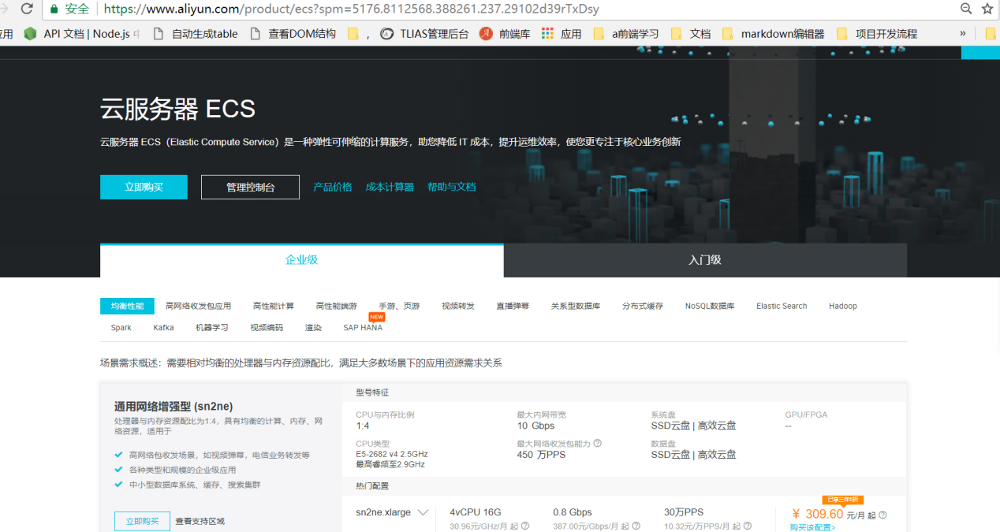 安全 https://www.aliyun.com/product/ecs?spm=5176.8112568.388261.237.29102d39rTxDsy
应用 API 文档 | Node.js 中 自动生成table 查看DOM结构 , TLIAS管理后台 前端库 应用 a前端学习 文档 markdown编辑器 项目开发流程 »
云服务器 ECS
云服务器 ECS（Elastic Compute Service）是一种弹性可伸缩的计算服务，助您降低 IT 成本，提升运维效率，使您更专注于核心业务创新
立即购买 管理控制台 产品价格 成本计算器 帮助与文档
企业级 入门级
均衡性能 高网络收发包应用 高性能计算 高性能端游 手游、页游 视频转发 直播弹幕 关系型数据库 分布式缓存 NoSQL数据库 Elastic Search Hadoop
NEW
Spark Kafka 机器学习 视频编码 渲染 SAP HANA
场景需求概述：需要相对均衡的处理器与内存资源配比，满足大多数场景下的应用资源需求关系
通用网络增强型 (sn2ne)
处理器与内存资源配比为1:4，具有均衡的计算、内存、网
络资源，适用于
高网络包收发场景，如视频弹幕，电信业务转发等
各种类型和规模的企业级应用
中小型数据库系统、缓存、搜索集群
立即购买 查看支持区域
型号特征
CPU与内存比例 最大内网带宽 系统盘 GPU/FPGA
1:4 10 Gbps SSD云盘 | 高效云盘 --
CPU类型 最大网络收发包能力 数据盘
E5-2682 v4 2.5GHz 450 万PPS SSD云盘 | 高效云盘
最高睿频至2.9GHz
热门配置
已享三年5折
sn2ne.xlarge 4vCPU 16G 0.8 Gbps 30万PPS ￥ 309.60 元/月 起
30.96元/GHz/月 起 387.00元/Gbps/月 起 10.32元/万PPS/月 起 购买该配置>